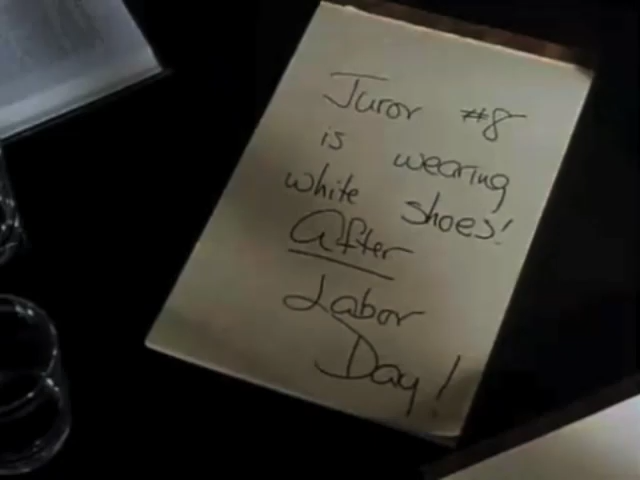 Juror #8
is wearing
white shoes!
After
Labor
Day!